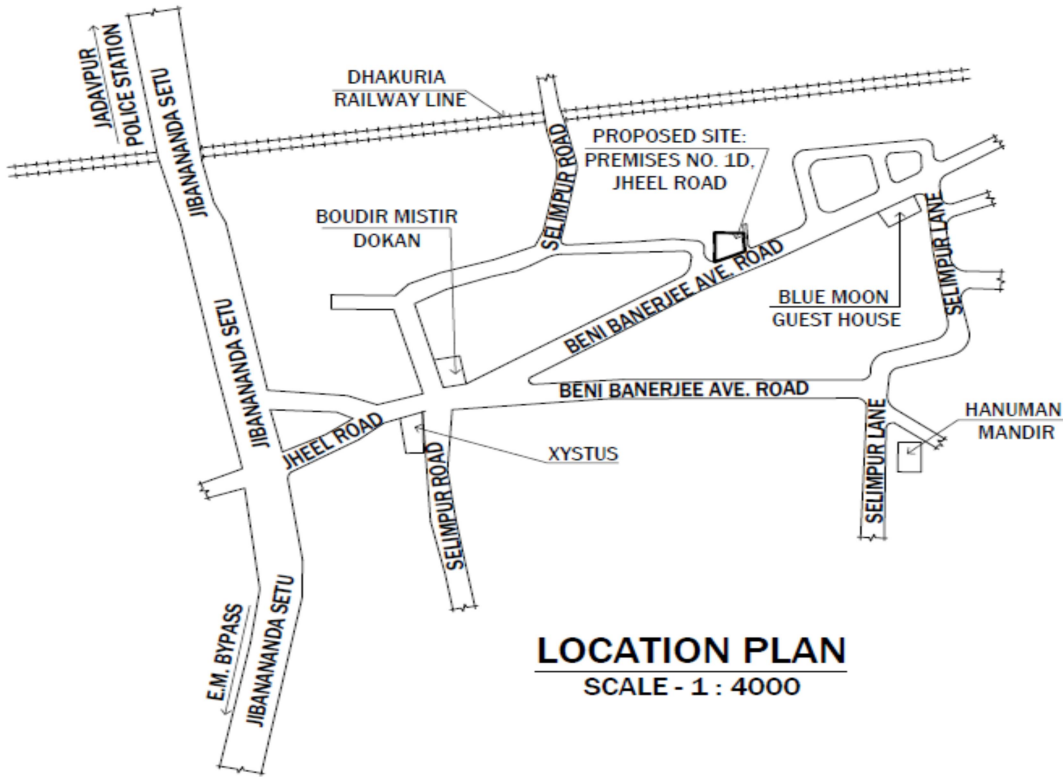 JADAVPUR
POLICE STATION
JIBANANANDA SETU
DHAKURIA
RAILWAY LINE
SELIMPUR ROAD
PROPOSED SITE:
PREMISES NO. 1D,
JHEEL ROAD
BOUDIR MISTIR
DOKAN
BENI BANERJEE AVE. ROAD
BLUE MOON
GUEST HOUSE
SELIMPUR LANE
JIBANANANDA SETU
BENI BANERJEE AVE. ROAD
JHEEL ROAD
XYSTUS
SELIMPUR ROAD
HANUMAN
MANDIR
SELIMPUR LANE
E.M. BYPASS
JIBANANANDA SETU
LOCATION PLAN
SCALE - 1 : 4000